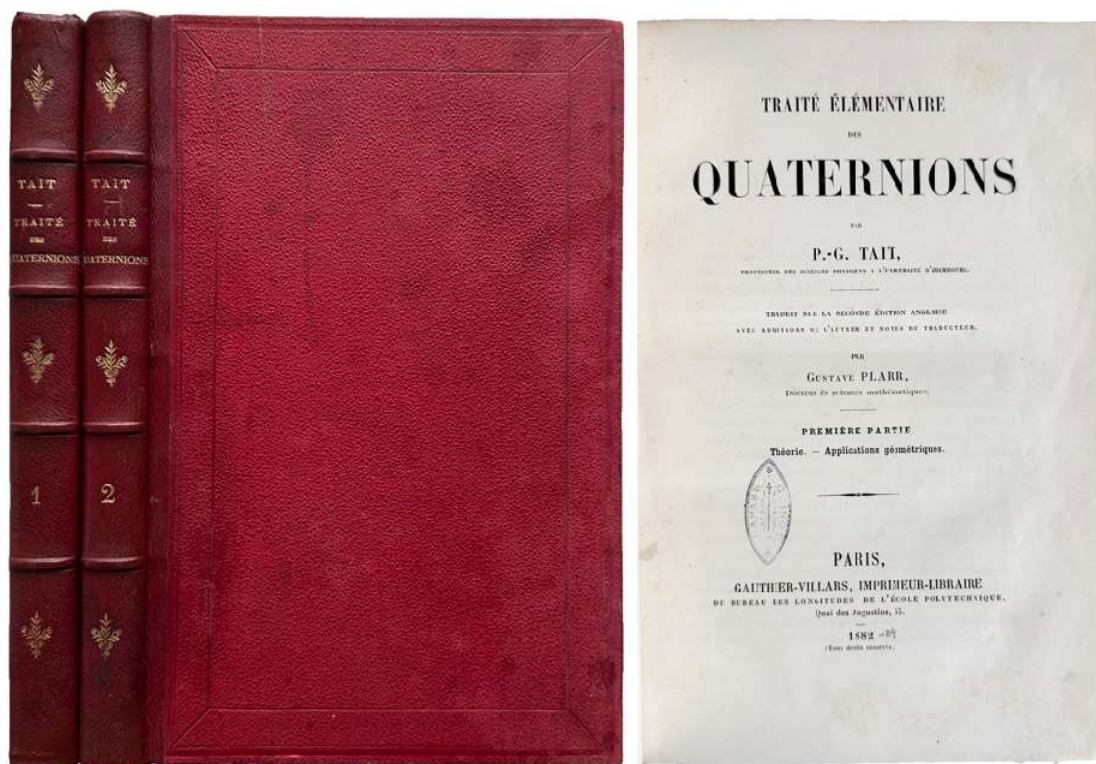 TAIT
TRAITÉ
DES
QUATERNIONS
1
TAIT
TRAITÉ
DES
QUATERNIONS
2
TRAITÉ ÉLÉMENTAIRE
DES
QUATERNIONS
PAR
P.-G. TAIT,
PROFESSEUR DES SCIENCES PHYSIQUES A L'UNIVERSITÉ D'ÉDIMBOURG.
TRADUIT SUR LA SECONDE ÉDITION ANGLAISE
AVEC ADDITIONS DE L'AUTEUR ET NOTES DU TRADUCTEUR,
PAR
GUSTAVE PLARR,
Docteur ès sciences mathématiques.
PREMIÈRE PARTIE.
Théorie. — Applications géométriques.
PARIS,
GAUTHIER-VILLARS, IMPRIMEUR-LIBRAIRE
DU BUREAU DES LONGITUDES DE L'ÉCOLE POLYTECHNIQUE,
Quai des Augustins, 55.
1882 -84
(Tous droits réservés)